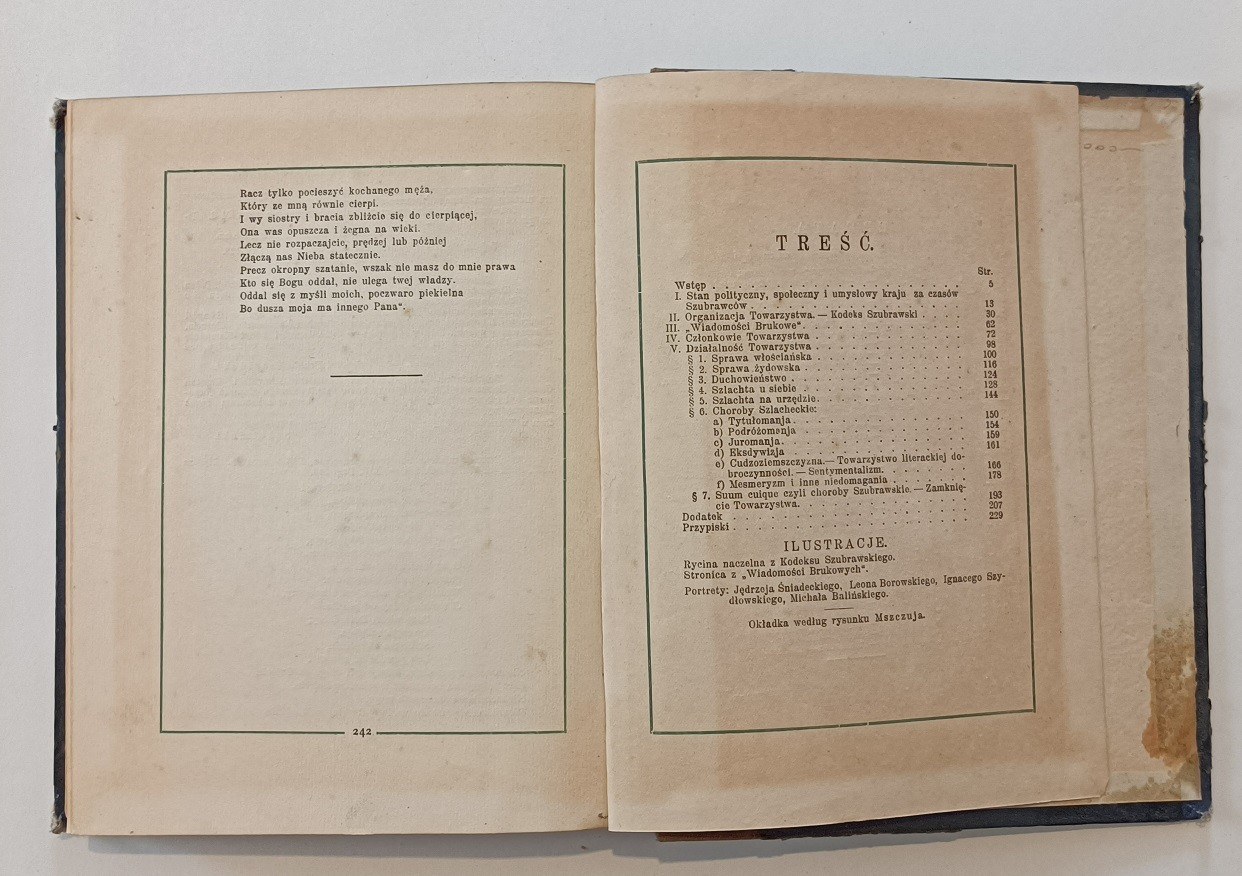 Racz tylko pocieszyć kochanego męża,
Który ze mną równie cierpi.
I wy siostry i bracia zbliżcie się do cierpiącej,
Ona was opuszcza i żegna na wieki.
Lecz nie rozpaczajcie, prędzej lub później
Złączą nas Nieba statecznie.
Precz okropny szatanie, wszak nie masz do mnie prawa
Kto się Bogu oddał, nie ulega twej władzy.
Oddal się z myśli moich, poczwaro piekielna
Bo dusza moja ma innego Pana“.
242
TREŚĆ.
Str.
Wstęp . . . 5
I. Stan polityczny, społeczny i umysłowy kraju za czasów
Szubrawców . . . 13
II. Organizacja Towarzystwa. — Kodeks Szubrawski . . . 30
III. „Wiadomości Brukowe“ . . . 62
IV. Członkowie Towarzystwa . . . 72
V. Działalność Towarzystwa . . . 98
§ 1. Sprawa włościańska . . . 100
§ 2. Sprawa żydowska . . . 116
§ 3. Duchowieństwo . . . 124
§ 4. Szlachta u siebie . . . 128
§ 5. Szlachta na urzędzie . . . 144
§ 6. Choroby Szlacheckie:
a) Tytułomanja . . . 150
b) Podróżomanja . . . 154
c) Juromanja . . . 159
d) Eksdywizja . . . 161
e) Cudzoziemszczyzna. — Towarzystwo literackiej do-
broczynności. — Sentymentalizm. . . . 166
f) Mesmeryzm i inne niedomagania . . . 178
§ 7. Suum cuique czyli choroby Szubrawskie. — Zamknię-
cie Towarzystwa. . . . 193
Dodatek . . . 207
Przypiski . . . 229
ILUSTRACJE.
Rycina naczelna z Kodeksu Szubrawskiego.
Stronica z „Wiadomości Brukowych“.
Portrety: Jędrzeja Śniadeckiego, Leona Borowskiego, Ignacego Szy-
dłowskiego, Michała Balińskiego.
Okładka według rysunku Mszczuja.